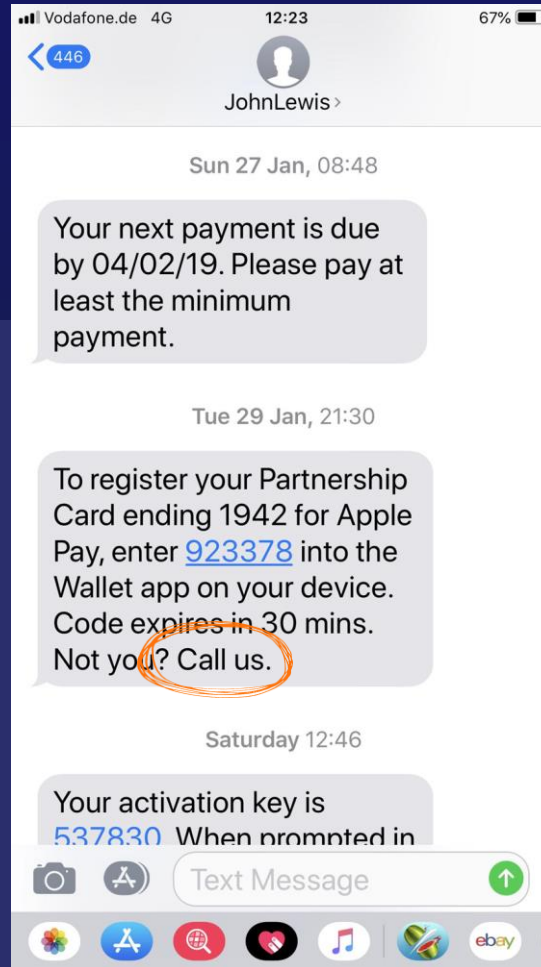 Vodafone.de 4G 12:23 67%
446
JohnLewis
Sun 27 Jan, 08:48
Your next payment is due
by 04/02/19. Please pay at
least the minimum
payment.
Tue 29 Jan, 21:30
To register your Partnership
Card ending 1942 for Apple
Pay, enter 923378 into the
Wallet app on your device.
Code expires in 30 mins.
Not you? Call us.
Saturday 12:46
Your activation key is
537830. When prompted in
Text Message
ebay